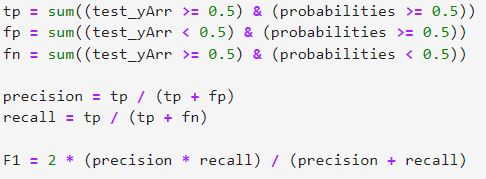 tp = sum((test_yArr >= 0.5) & (probabilities >= 0.5))
fp = sum((test_yArr < 0.5) & (probabilities >= 0.5))
fn = sum((test_yArr >= 0.5) & (probabilities < 0.5))
precision = tp / (tp + fp)
recall = tp / (tp + fn)
F1 = 2 * (precision * recall) / (precision + recall)